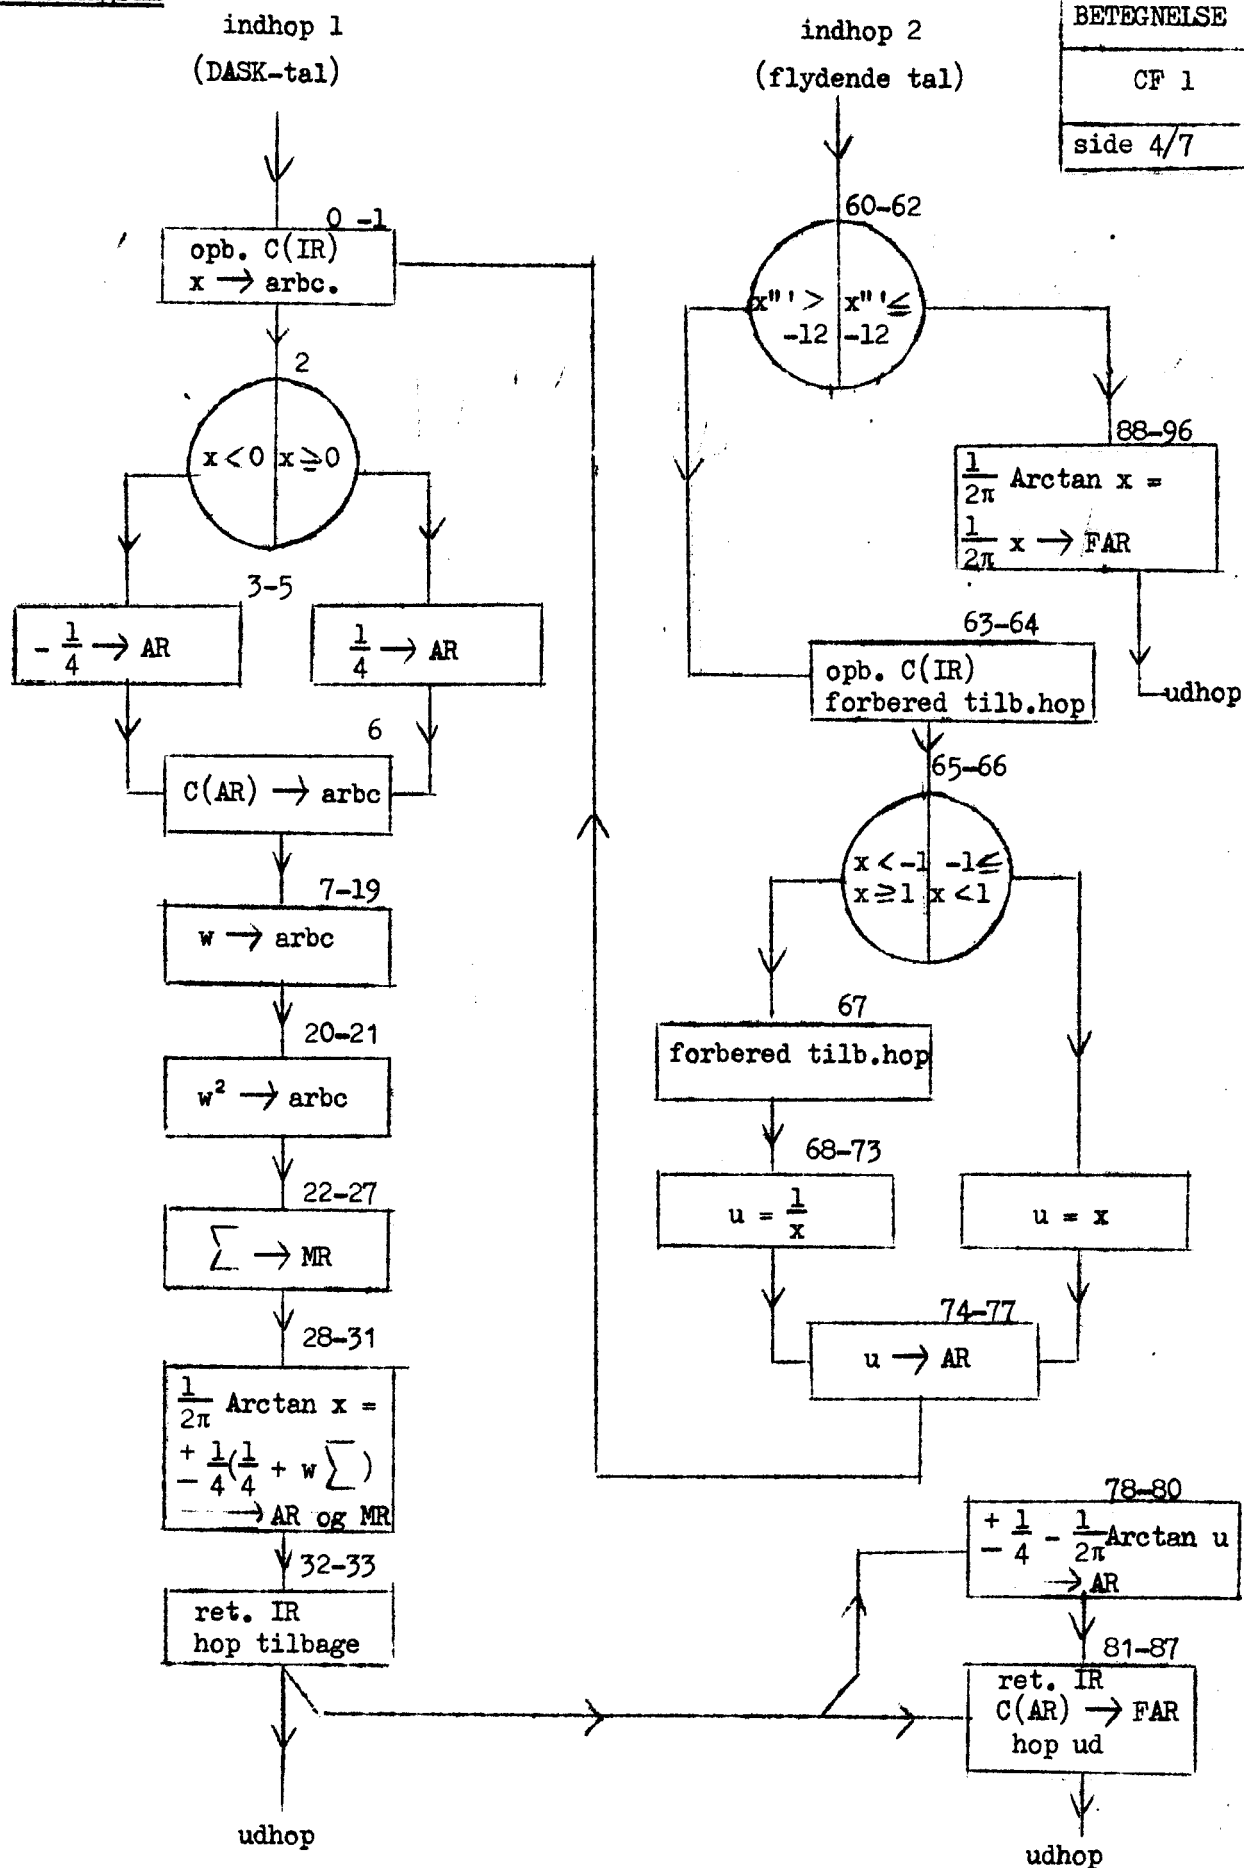 BETEGNELSE
CF 1
side 4/7
indhop 1
(DASK-tal)
0 -1
opb. C(IR)
x → arbc.
2
x < 0 x ≧ 0
3-5
- 1/4 → AR
1/4 → AR
6
C(AR) → arbc
7-19
w → arbc
20-21
w² → arbc
22-27
∑ → MR
28-31
1/2π Arctan x =
± 1/4(1/4 + w ∑)
→ AR og MR
32-33
ret. IR
hop tilbage
udhop
indhop 2
(flydende tal)
60-62
x"' > x"' ≦
-12 -12
88-96
1/2π Arctan x =
1/2π x → FAR
udhop
63-64
opb. C(IR)
forbered tilb.hop
65-66
x < -1 -1 ≦
x ≧ 1 x < 1
67
forbered tilb.hop
68-73
u = 1/x
u = x
74-77
u → AR
78-80
± 1/4 - 1/2π Arctan u
→ AR
81-87
ret. IR
C(AR) → FAR
hop ud
udhop